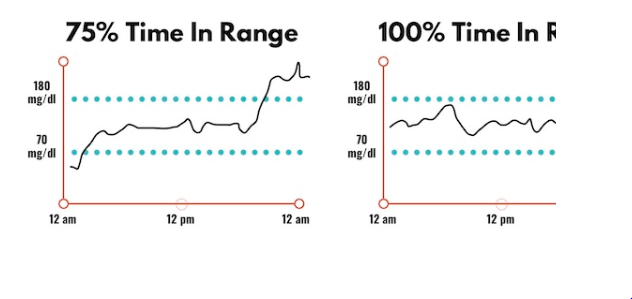 75% Time In Range
180
mg/dl
70
mg/dl
12 am
12 pm
12 am
100% Time In
180
mg/dl
70
mg/dl
12 am
12 pm